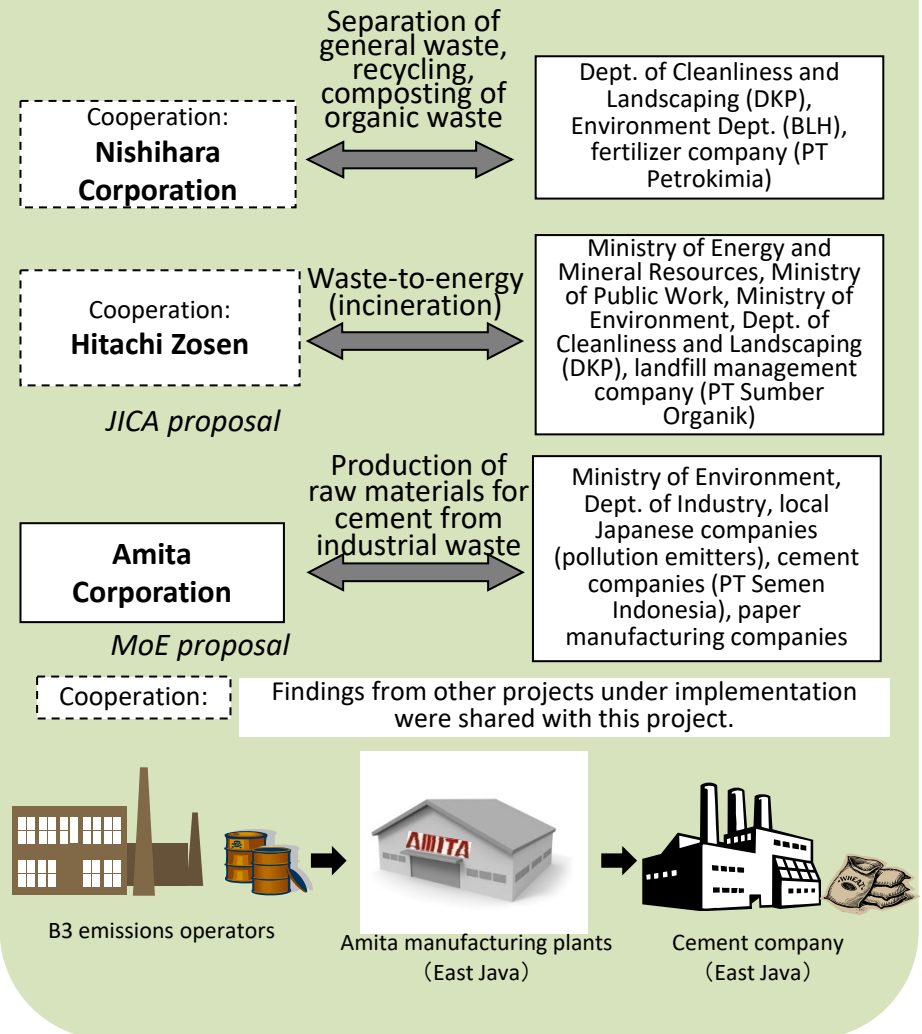 Separation of
general waste,
recycling,
composting of
organic waste
Cooperation:
Nishihara
Corporation
Dept. of Cleanliness and
Landscaping (DKP),
Environment Dept. (BLH),
fertilizer company (PT
Petrokimia)
Waste-to-energy
(incineration)
Cooperation:
Hitachi Zosen
JICA proposal
Ministry of Energy and
Mineral Resources, Ministry
of Public Work, Ministry of
Environment, Dept. of
Cleanliness and Landscaping
(DKP), landfill management
company (PT Sumber
Organik)
Production of
raw materials for
cement from
industrial waste
Amita
Corporation
MoE proposal
Ministry of Environment,
Dept. of Industry, local
Japanese companies
(pollution emitters), cement
companies (PT Semen
Indonesia), paper
manufacturing companies
Cooperation:
Findings from other projects under implementation
were shared with this project.
AMITA
WHEAT
B3 emissions operators
Amita manufacturing plants
（East Java）
Cement company
（East Java）